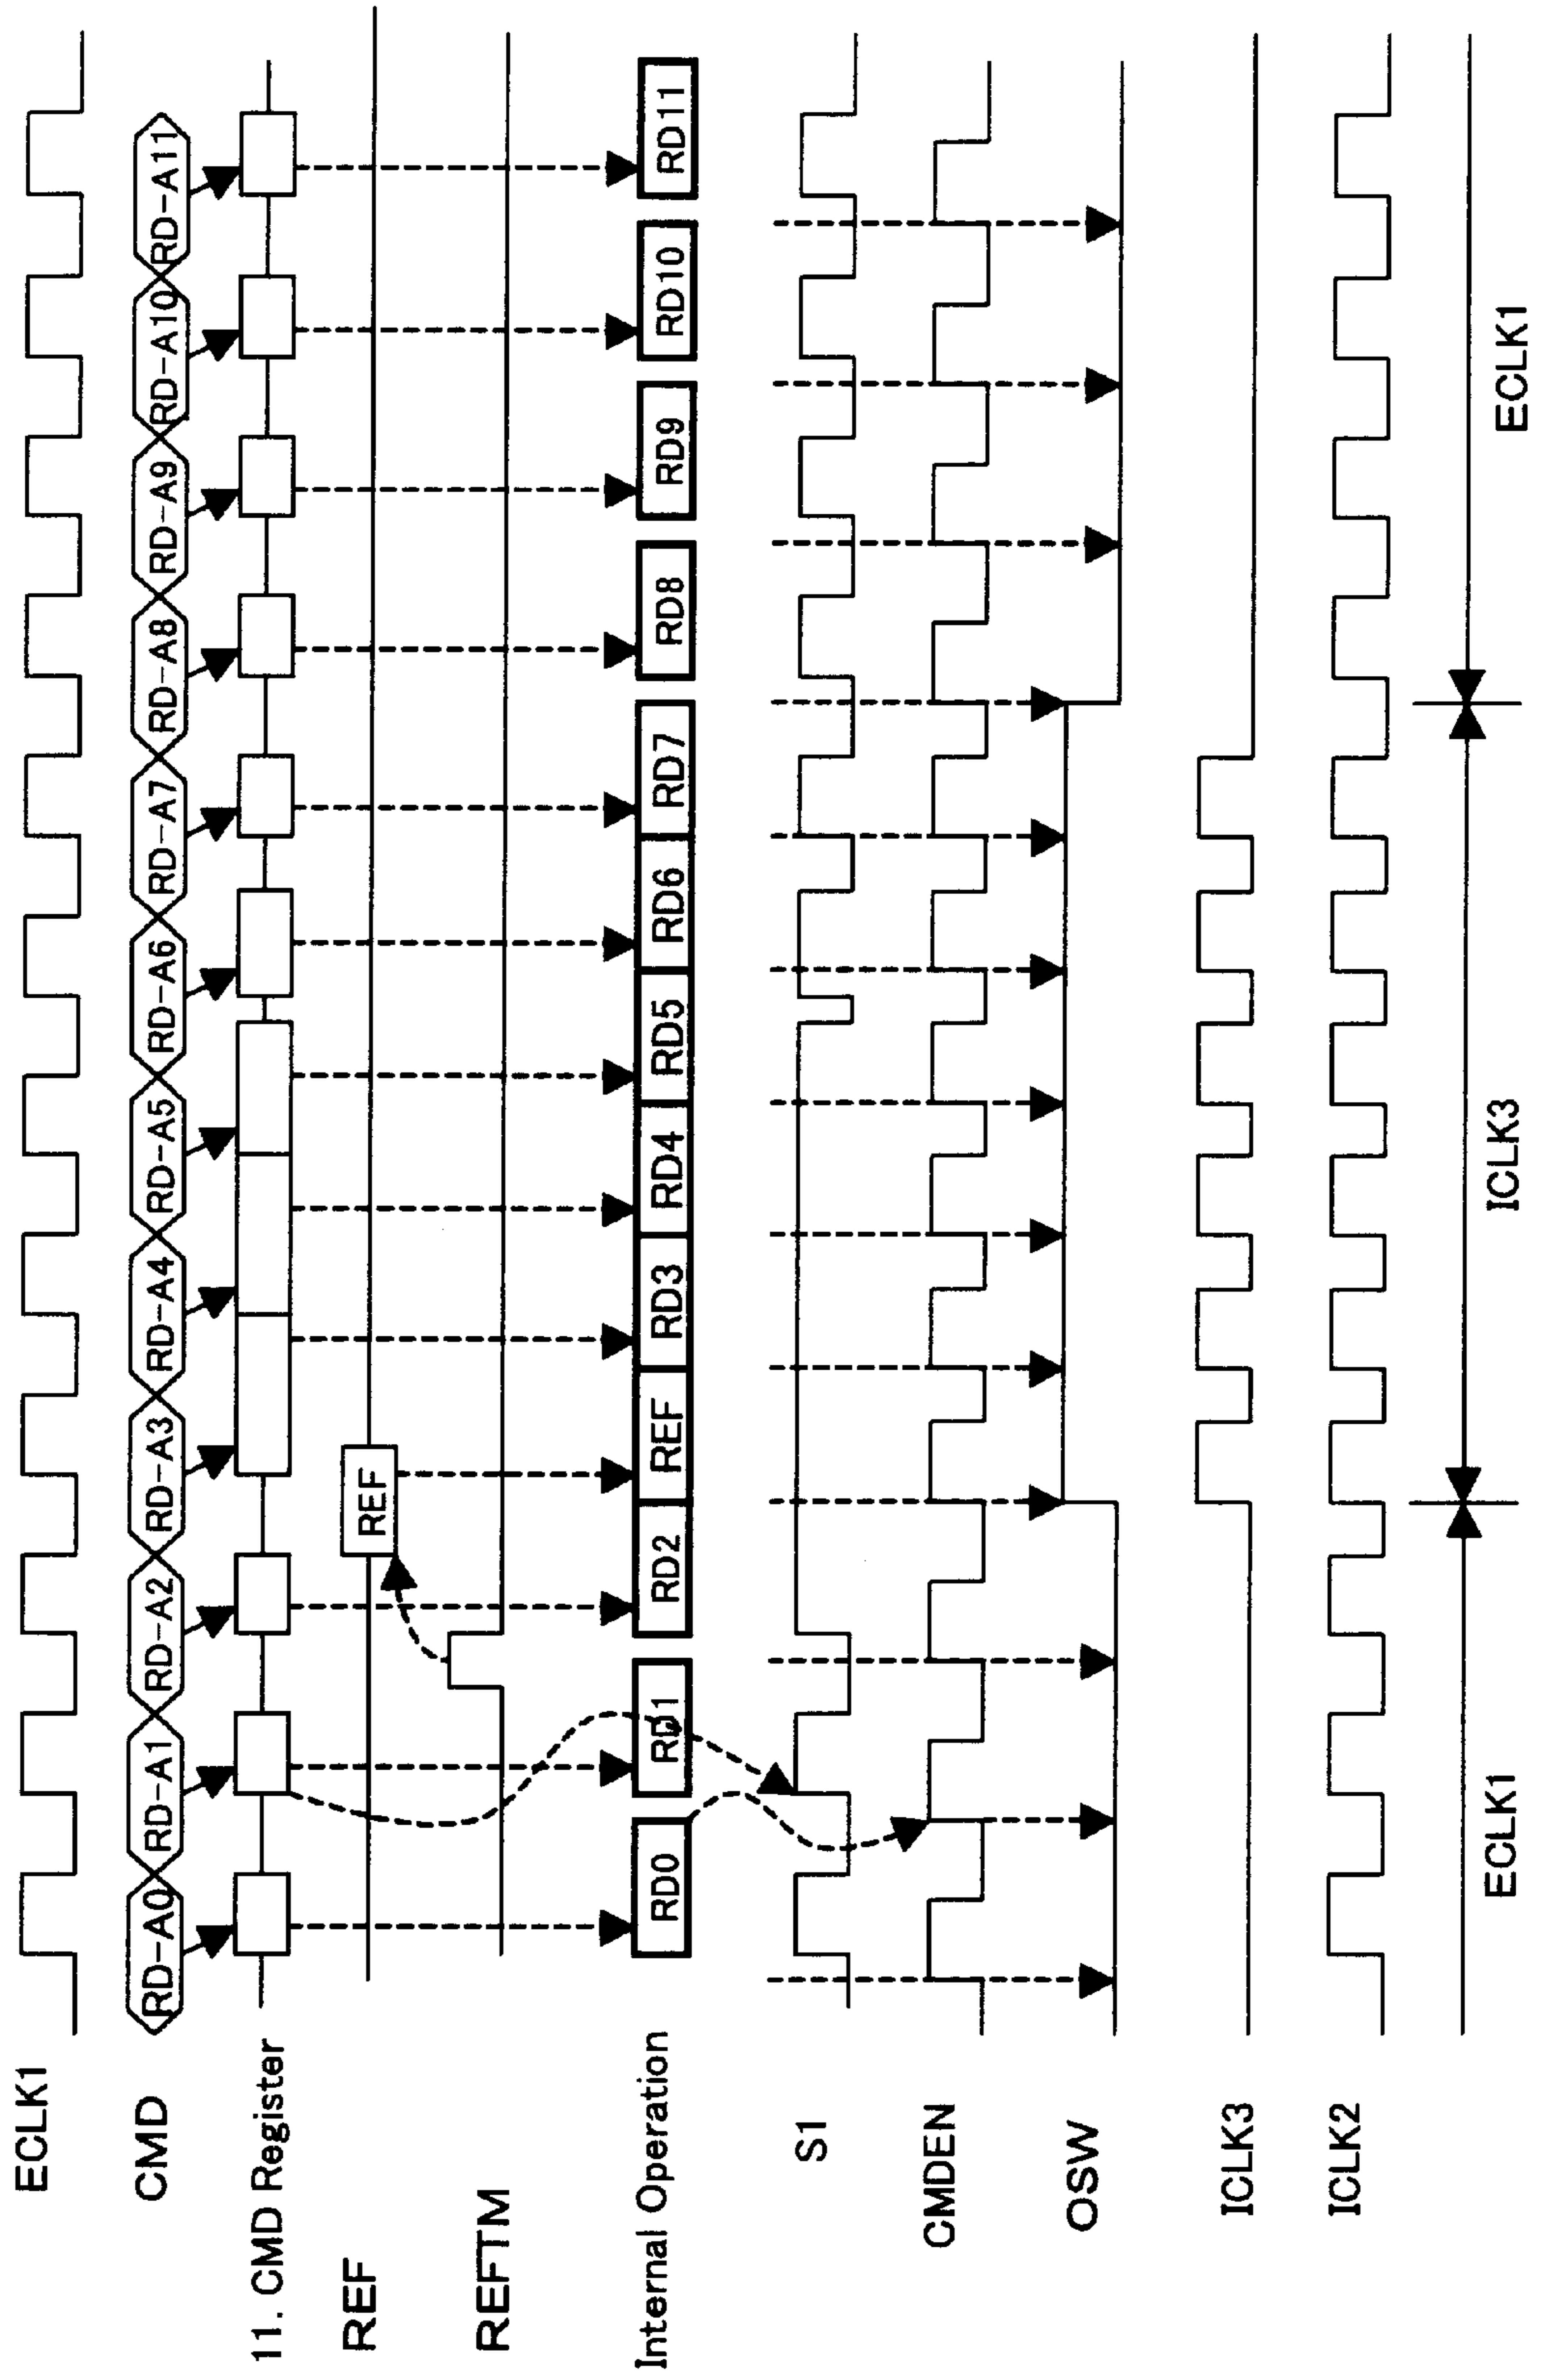 ECLK1
CMD
RD-A0 RD-A1 RD-A2 RD-A3 RD-A4 RD-A5 RD-A6 RD-A7 RD-A8 RD-A9 RD-A10 RD-A11
11. CMD Register
REF
REF
REFTM
Internal Operation
RD0 RD1 RD2 REF RD3 RD4 RD5 RD6 RD7 RD8 RD9 RD10 RD11
S1
CMDEN
OSW
ICLK3
ICLK2
ECLK1 ICLK3 ECLK1